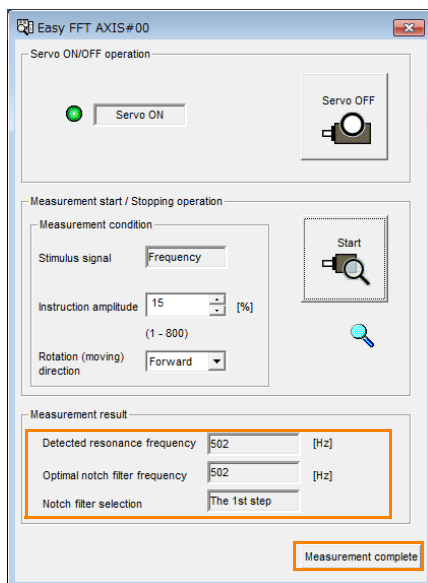 Easy FFT AXIS#00
Servo ON/OFF operation
Servo ON
Servo OFF
Measurement start / Stopping operation
Measurement condition
Stimulus signal Frequency
Start
Instruction amplitude 15 [%]
(1 - 800)
Rotation (moving)
direction Forward
Measurement result
Detected resonance frequency 502 [Hz]
Optimal notch filter frequency 502 [Hz]
Notch filter selection The 1st step
Measurement complete